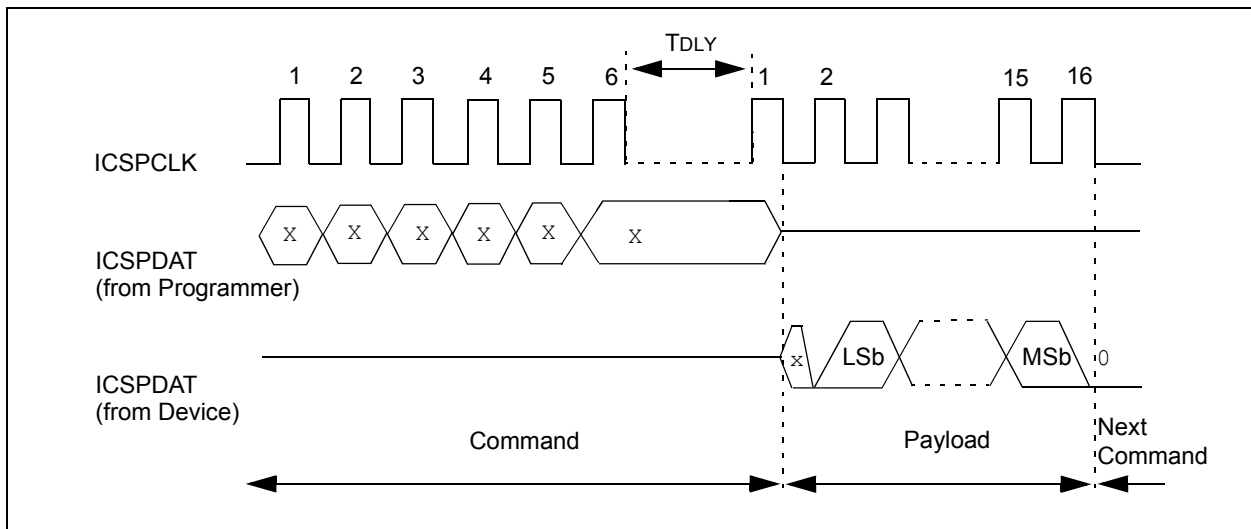 TDLY
1 2 3 4 5 6 1 2 15 16
ICSPCLK
X X X X X X
ICSPDAT
(from Programmer)
x LSb MSb 0
ICSPDAT
(from Device)
Command Payload Next
Command